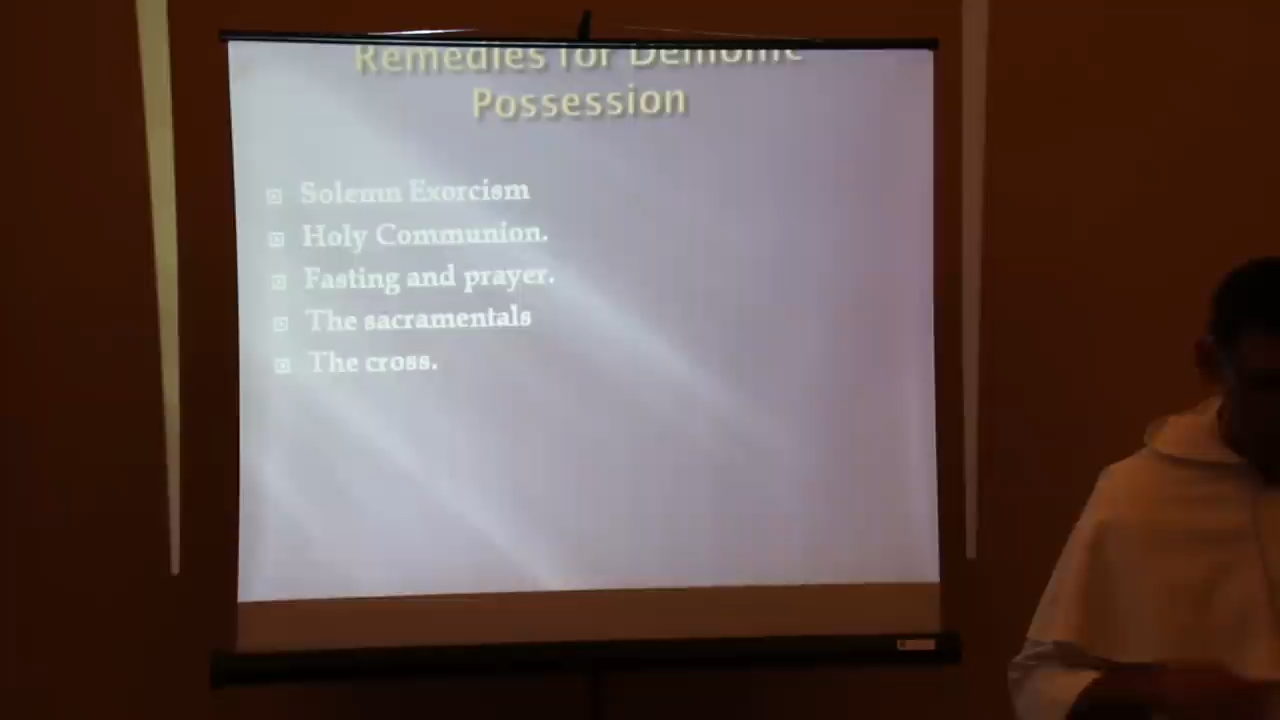 Remedies for Demonic
Possession
Solemn Exorcism
Holy Communion.
Fasting and prayer.
The sacramentals
The cross.